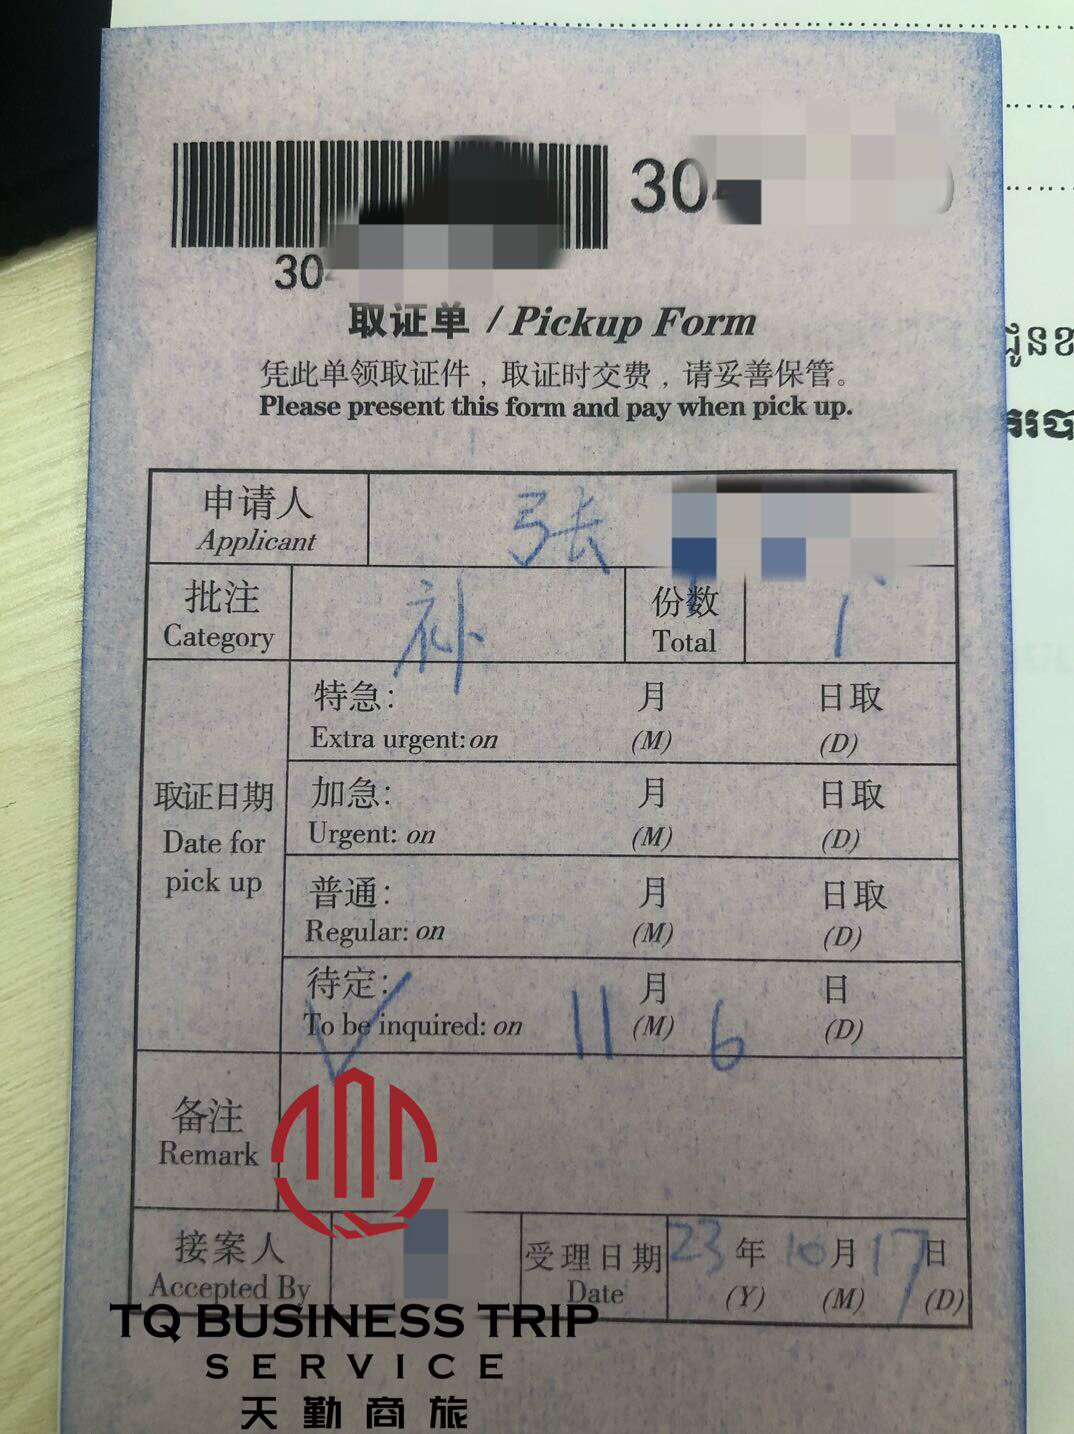 取证单 / Pickup Form
凭此单领取证件，取证时交费，请妥善保管。
Please present this form and pay when pick up.
申请人 张
Applicant
批注 补 份数 1
Category Total
特急： 月 日取
Extra urgent: on (M) (D)
加急： 月 日取
Urgent: on (M) (D)
取证日期
Date for
pick up
普通： 月 日取
Regular: on (M) (D)
待定： 月 日
To be inquired: on 11 (M) 6 (D)
备注
Remark
接案人 受理日期 23 年 10 月 17 日
Accepted By Date (Y) (M) (D)
TQ BUSINESS TRIP
SERVICE
天勤商旅